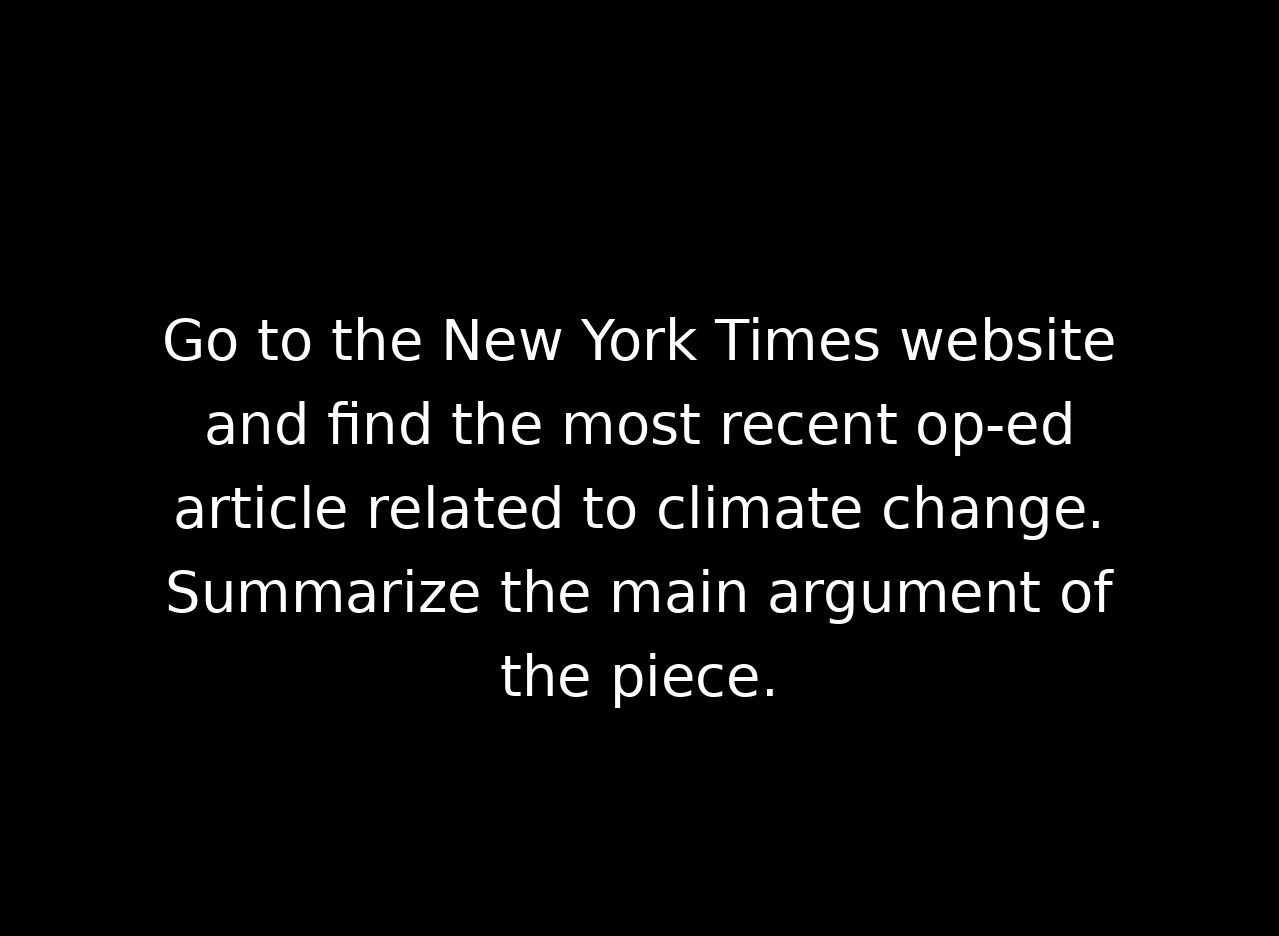 Go to the New York Times website
and find the most recent op-ed
article related to climate change.
Summarize the main argument of
the piece.